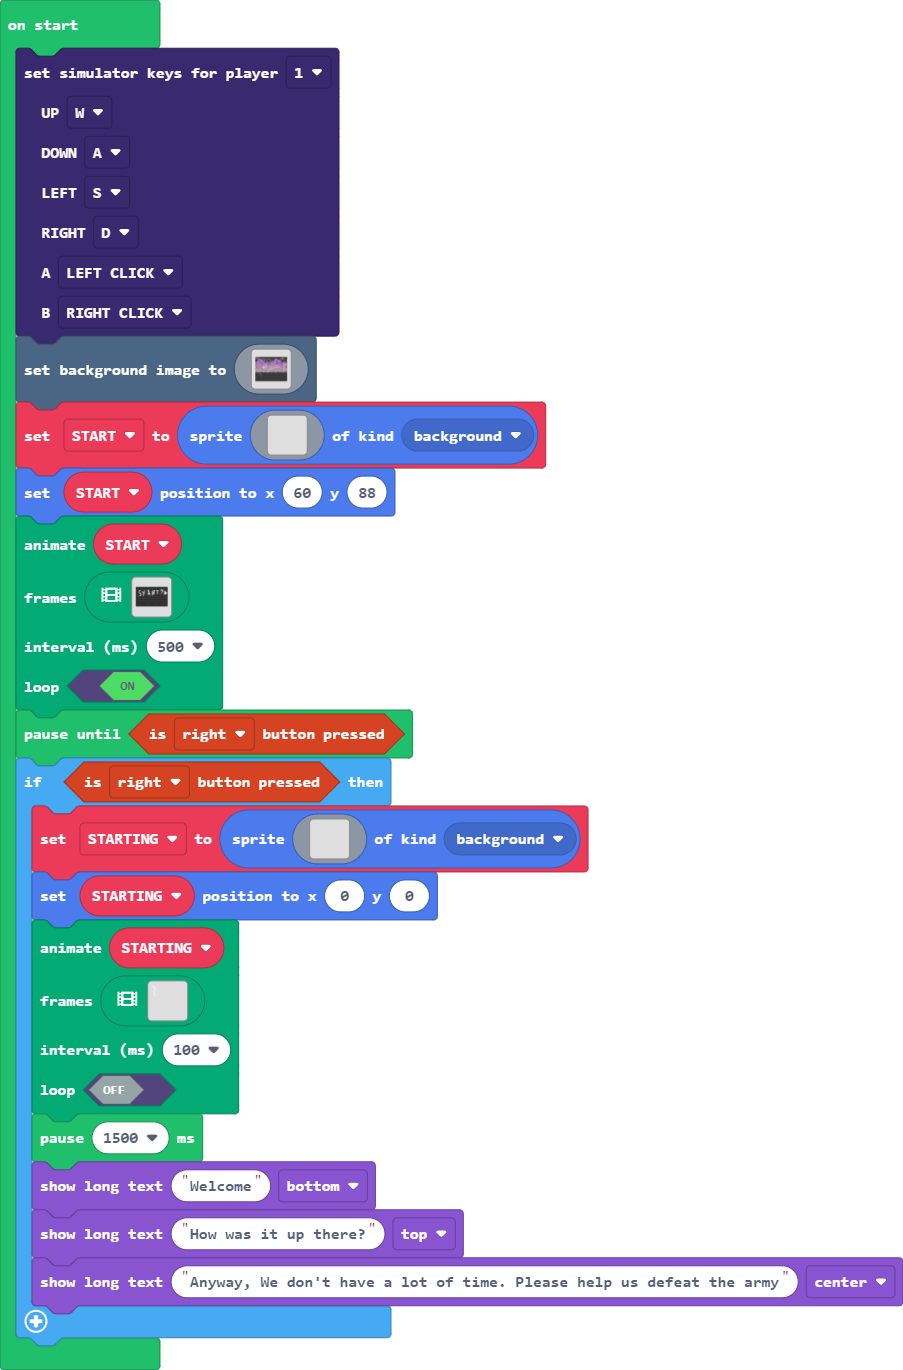 on start
set simulator keys for player 1
UP W
DOWN A
LEFT S
RIGHT D
A LEFT CLICK
B RIGHT CLICK
set background image to
set START to sprite of kind background
set START position to x 60 y 88
animate START
frames
interval (ms) 500
loop ON
pause until is right button pressed
if is right button pressed then
set STARTING to sprite of kind background
set STARTING position to x 0 y 0
animate STARTING
frames
interval (ms) 100
loop OFF
pause 1500 ms
show long text "Welcome" bottom
show long text "How was it up there?" top
show long text "Anyway, We don't have a lot of time. Please help us defeat the army" center